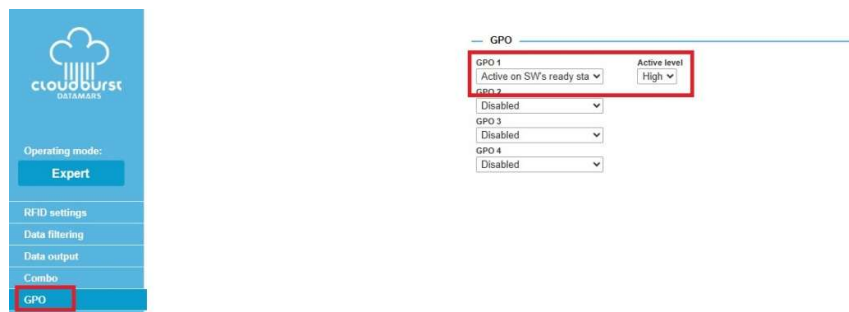 cloudburst
DATAMARS
Operating mode:
Expert
RFID settings
Data filtering
Data output
Combo
GPO
GPO
GPO 1
Active level
Active on SW's ready sta
High
GPO 2
Disabled
GPO 3
Disabled
GPO 4
Disabled